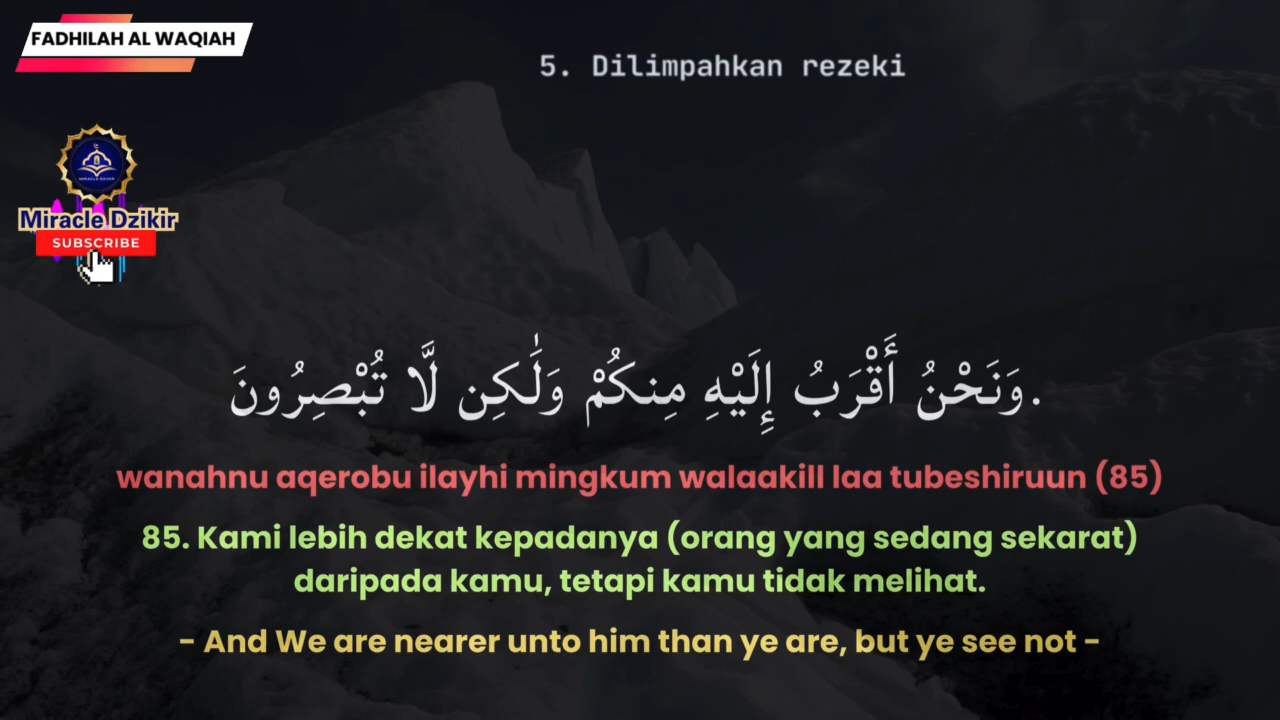 FADHILAH AL WAQIAH
5. Dilimpahkan rezeki
Miracle Dzikir
SUBSCRIBE
وَنَحْنُ أَقْرَبُ إِلَيْهِ مِنكُمْ وَلَٰكِن لَّا تُبْصِرُونَ.
wanahnu aqerobu ilayhi mingkum walaakill laa tubeshiruun (85)
85. Kami lebih dekat kepadanya (orang yang sedang sekarat)
daripada kamu, tetapi kamu tidak melihat.
- And We are nearer unto him than ye are, but ye see not -